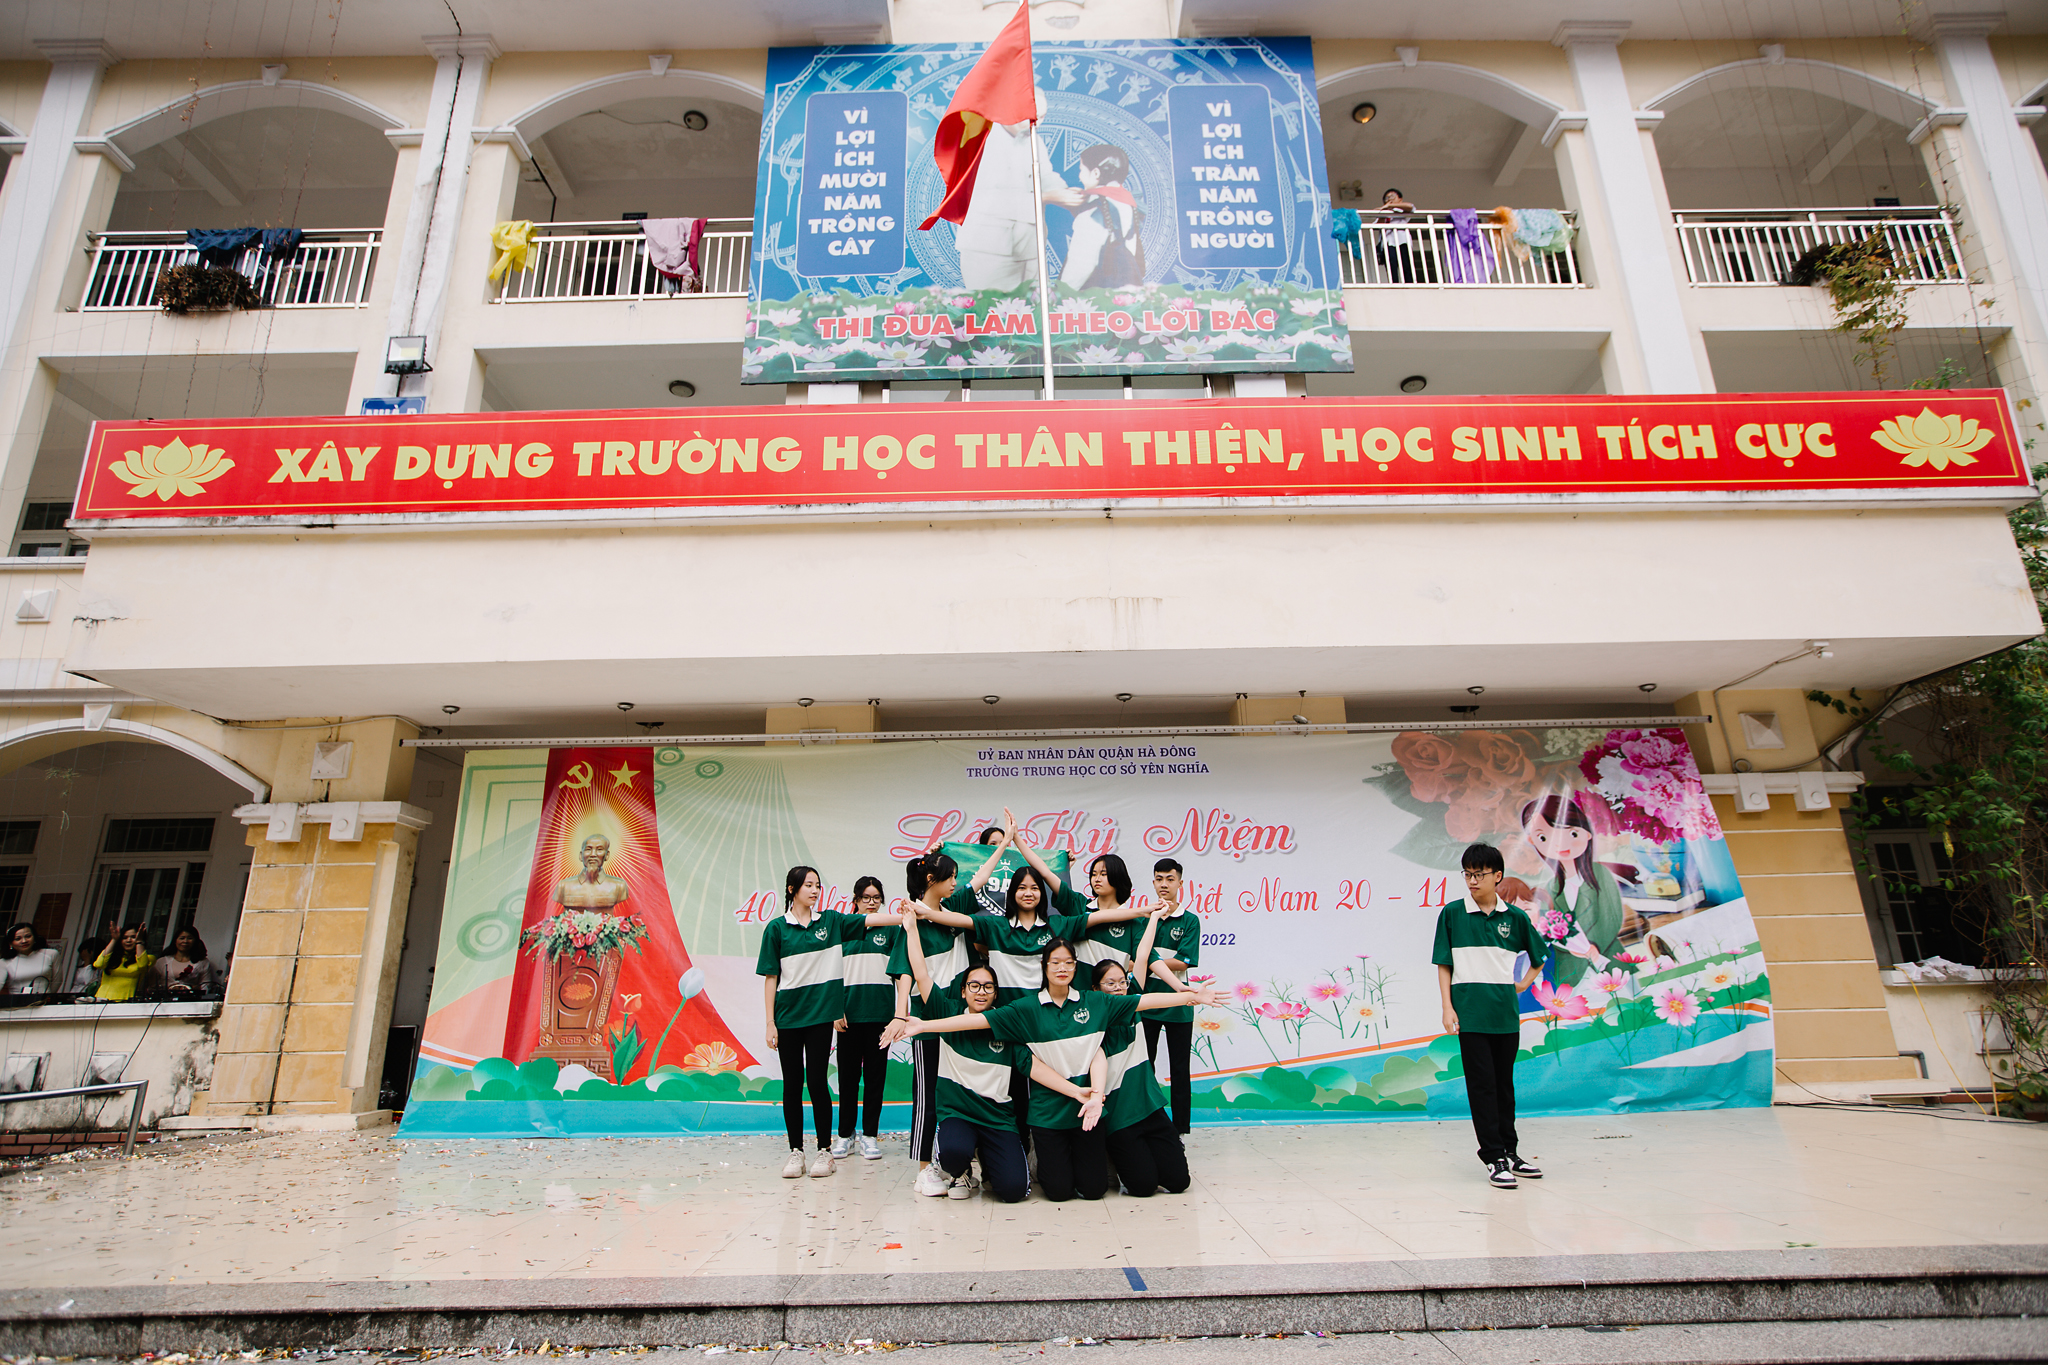 VÌ
LỢI
ÍCH
MƯỜI
NĂM
TRỒNG
CÂY
VÌ
LỢI
ÍCH
TRĂM
NĂM
TRỒNG
NGƯỜI
THI ĐUA LÀM THEO LỜI BÁC
XÂY DỰNG TRƯỜNG HỌC THÂN THIỆN, HỌC SINH TÍCH CỰC
UỶ BAN NHÂN DÂN QUẬN HÀ ĐÔNG
TRƯỜNG TRUNG HỌC CƠ SỞ YÊN NGHĨA
Lễ Kỷ Niệm
40 Việt Nam 20 - 11
2022